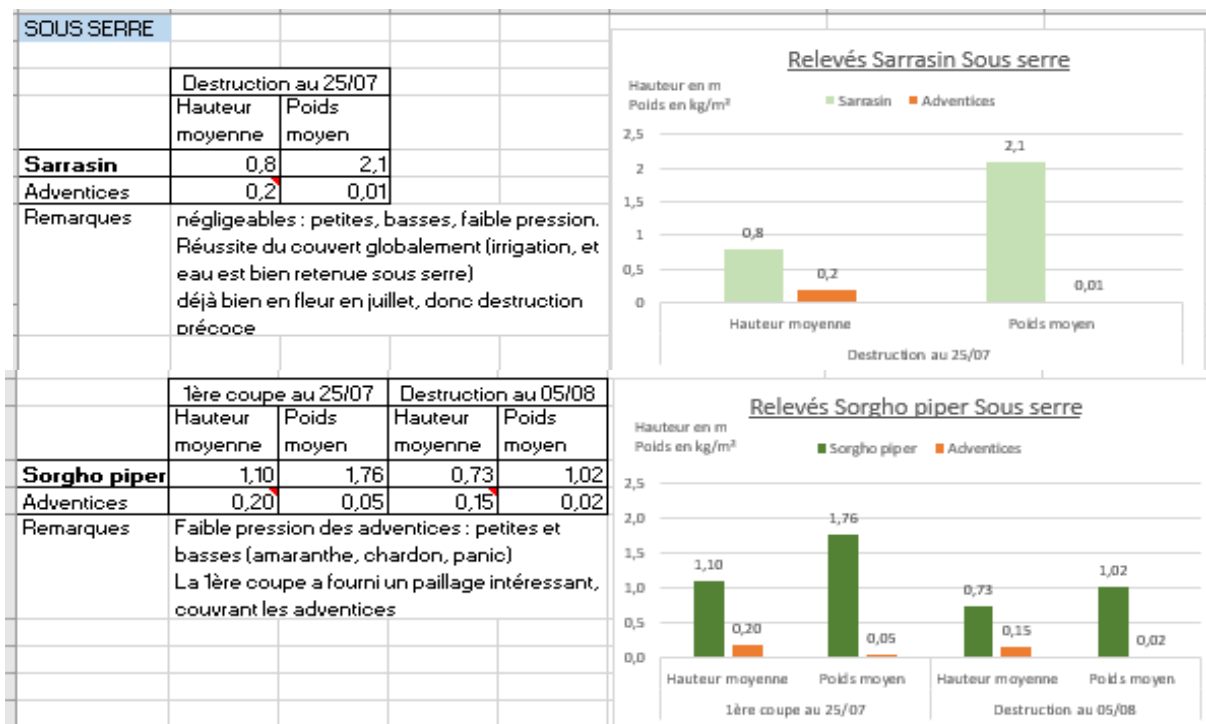 SOUS SERRE
Destruction au 25/07
Hauteur moyenne Poids moyen
Sarrasin 0,8 2,1
Adventices 0,2 0,01
Remarques négligeables : petites, basses, faible pression.
Réussite du couvert globalement (irrigation, et
eau est bien retenue sous serre)
déjà bien en fleur en juillet, donc destruction
précoce
Relevés Sarrasin Sous serre
Hauteur en m
Poids en kg/m²
Sarrasin Adventices
2,5
2
1,5
1
0,5
0
0,8
0,2
2,1
0,01
Hauteur moyenne Poids moyen
Destruction au 25/07
1ère coupe au 25/07 Destruction au 05/08
Hauteur moyenne Poids moyen Hauteur moyenne Poids moyen
Sorgho piper 1,10 1,76 0,73 1,02
Adventices 0,20 0,05 0,15 0,02
Remarques Faible pression des adventices : petites et
basses (amaranthe, chardon, panic)
La 1ère coupe a fourni un paillage intéressant,
couvrant les adventices
Relevés Sorgho piper Sous serre
Hauteur en m
Poids en kg/m²
Sorgho piper Adventices
2,5
2,0
1,5
1,0
0,5
0,0
1,10
0,20
1,76
0,05
0,73
0,15
1,02
0,02
Hauteur moyenne Poids moyen Hauteur moyenne Poids moyen
1ère coupe au 25/07 Destruction au 05/08